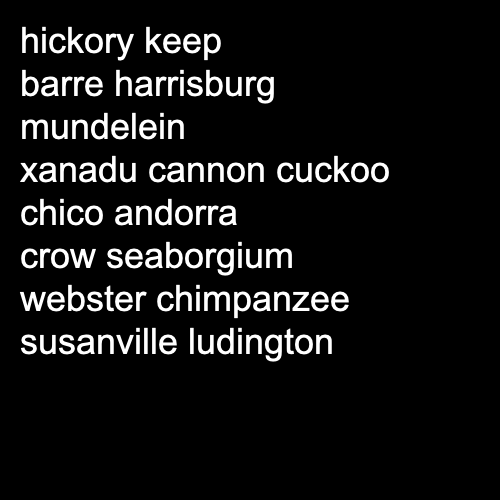 hickory keep
barre harrisburg
mundelein
xanadu cannon cuckoo
chico andorra
crow seaborgium
webster chimpanzee
susanville ludington